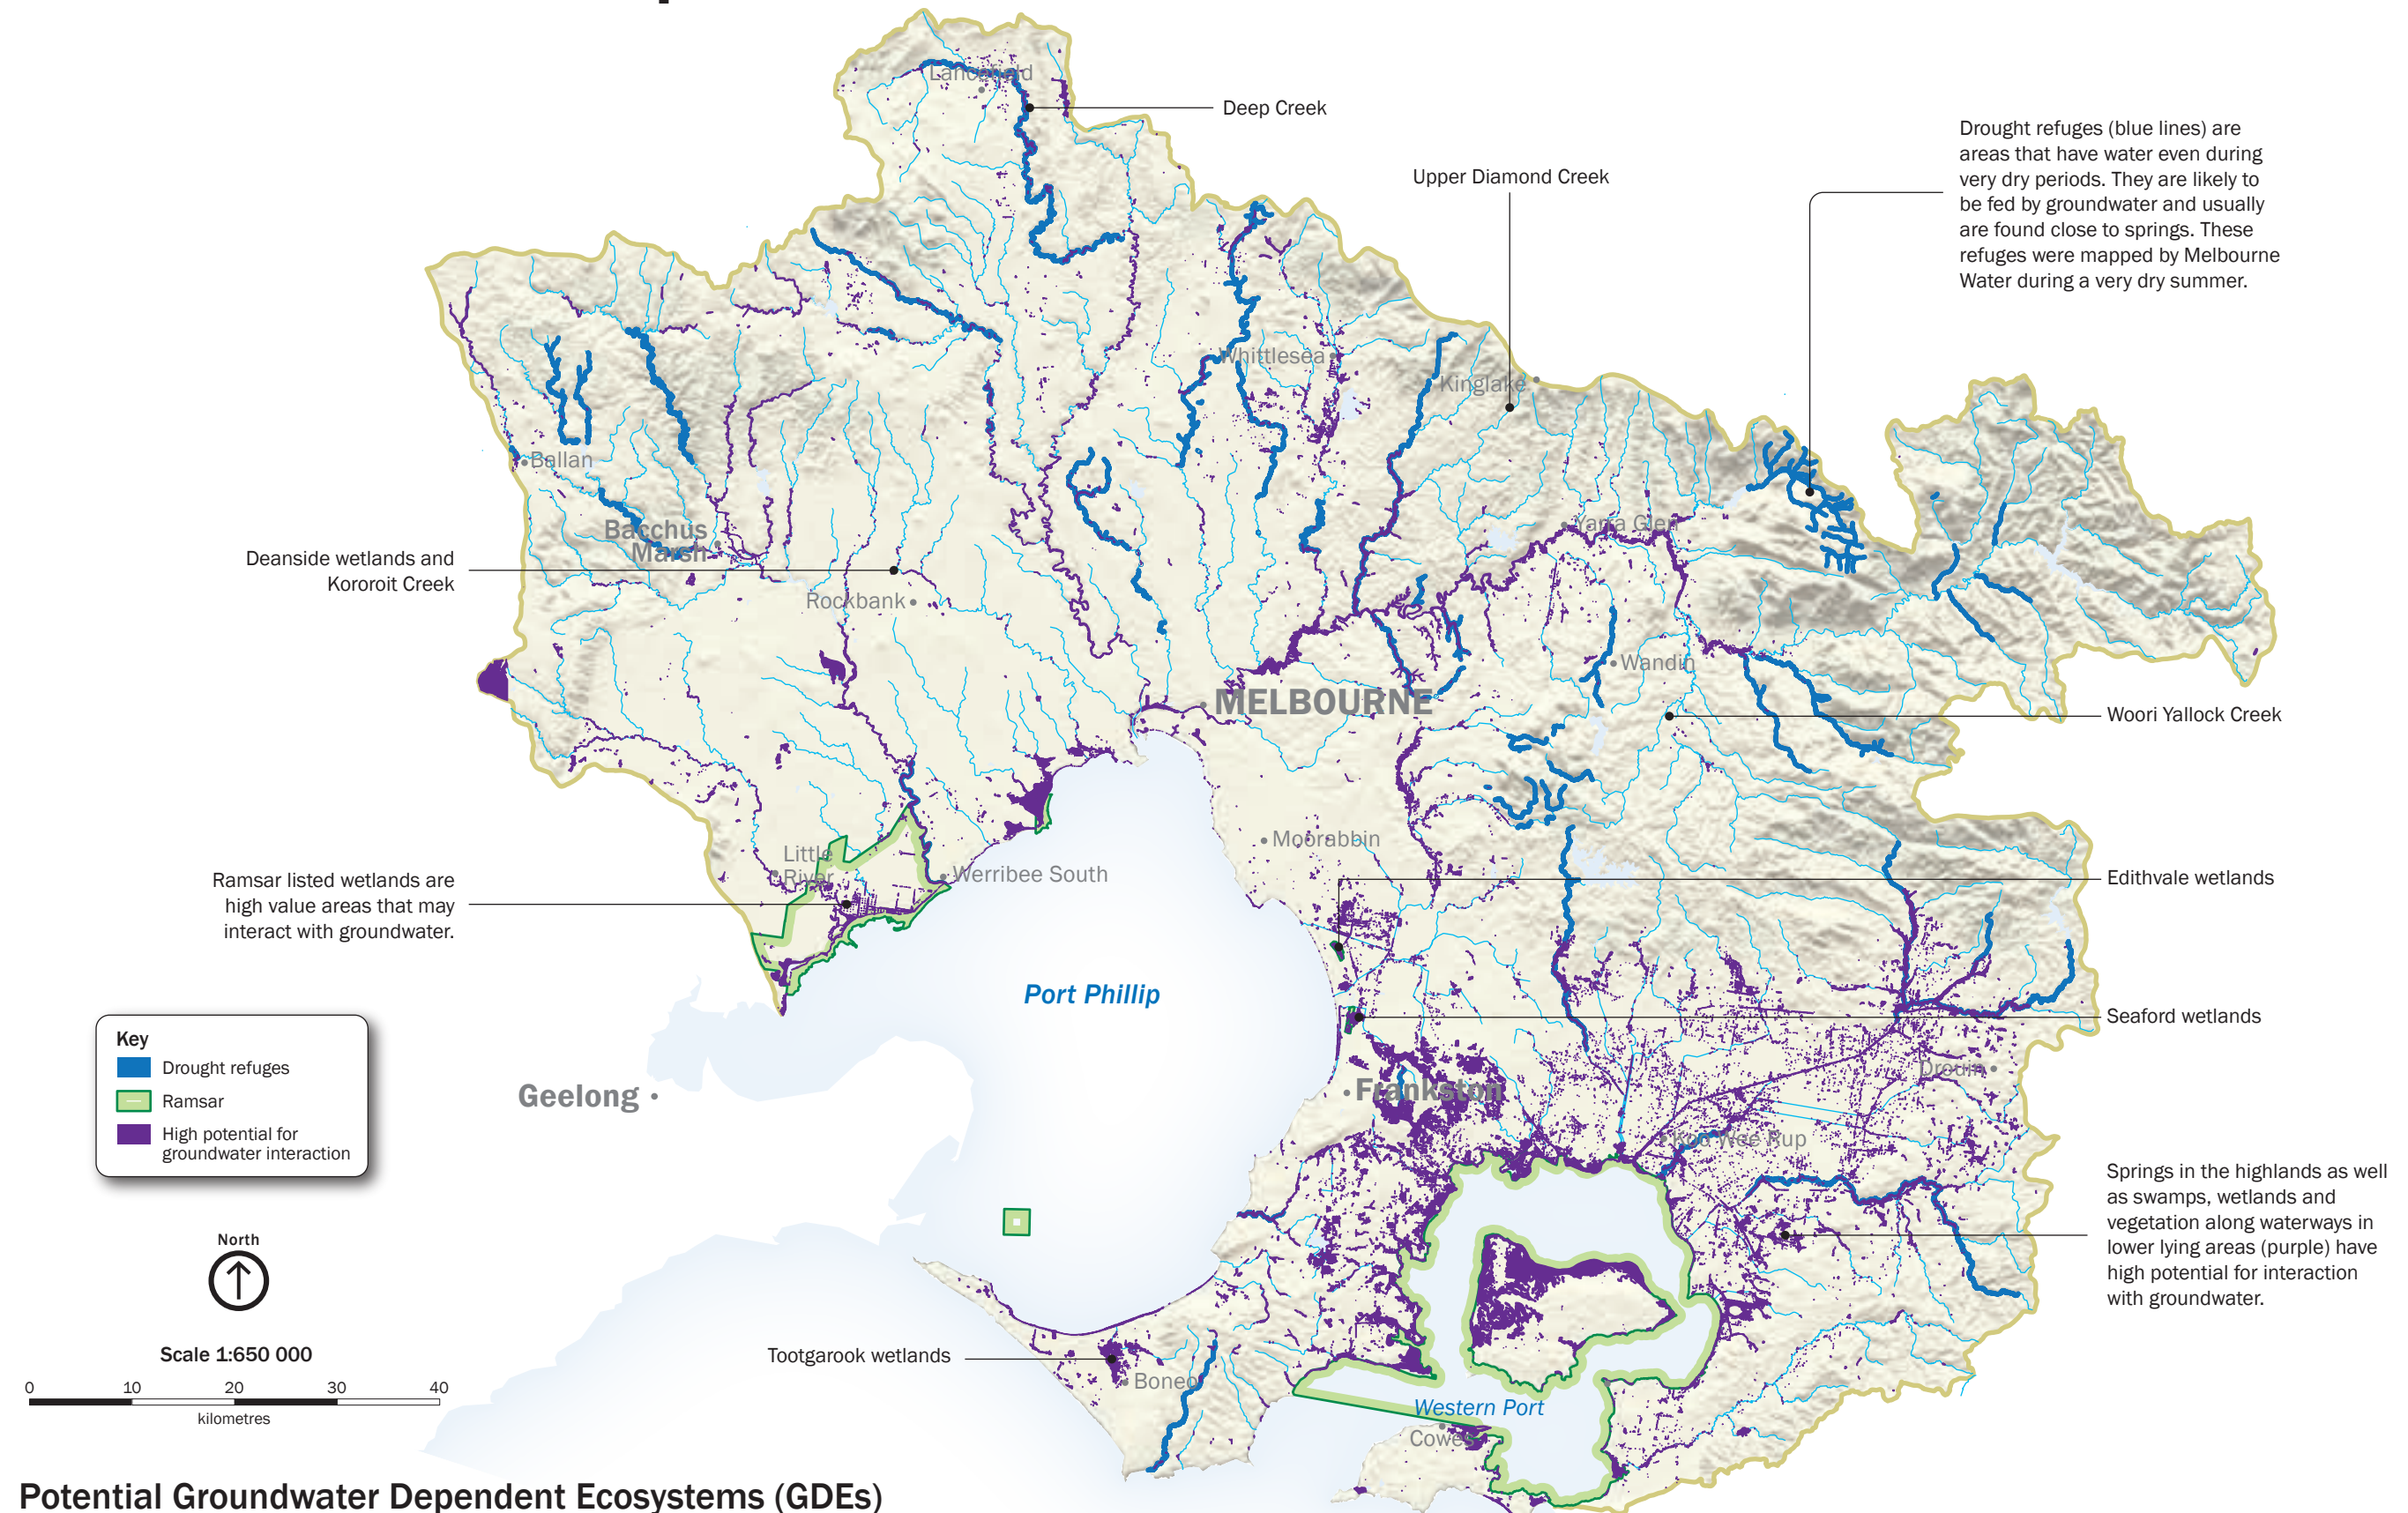 Lancefield
Deep Creek
Upper Diamond Creek
Drought refuges (blue lines) are
areas that have water even during
very dry periods. They are likely to
be fed by groundwater and usually
are found close to springs. These
refuges were mapped by Melbourne
Water during a very dry summer.
Whittlesea
Kinglake
Ballan
Bacchus
Marsh
Yarra Glen
Deanside wetlands and
Kororoit Creek
Rockbank
Wandin
MELBOURNE
Woori Yallock Creek
Moorabbin
Little
River
Werribee South
Edithvale wetlands
Ramsar listed wetlands are
high value areas that may
interact with groundwater.
Port Phillip
Seaford wetlands
Key
Drought refuges
Ramsar
High potential for
groundwater interaction
Geelong
Frankston
Drouin
Koo Wee Rup
Springs in the highlands as well
as swamps, wetlands and
vegetation along waterways in
lower lying areas (purple) have
high potential for interaction
with groundwater.
North
Scale 1:650 000
0 10 20 30 40
kilometres
Tootgarook wetlands
Boneo
Western Port
Cowes
Potential Groundwater Dependent Ecosystems (GDEs)